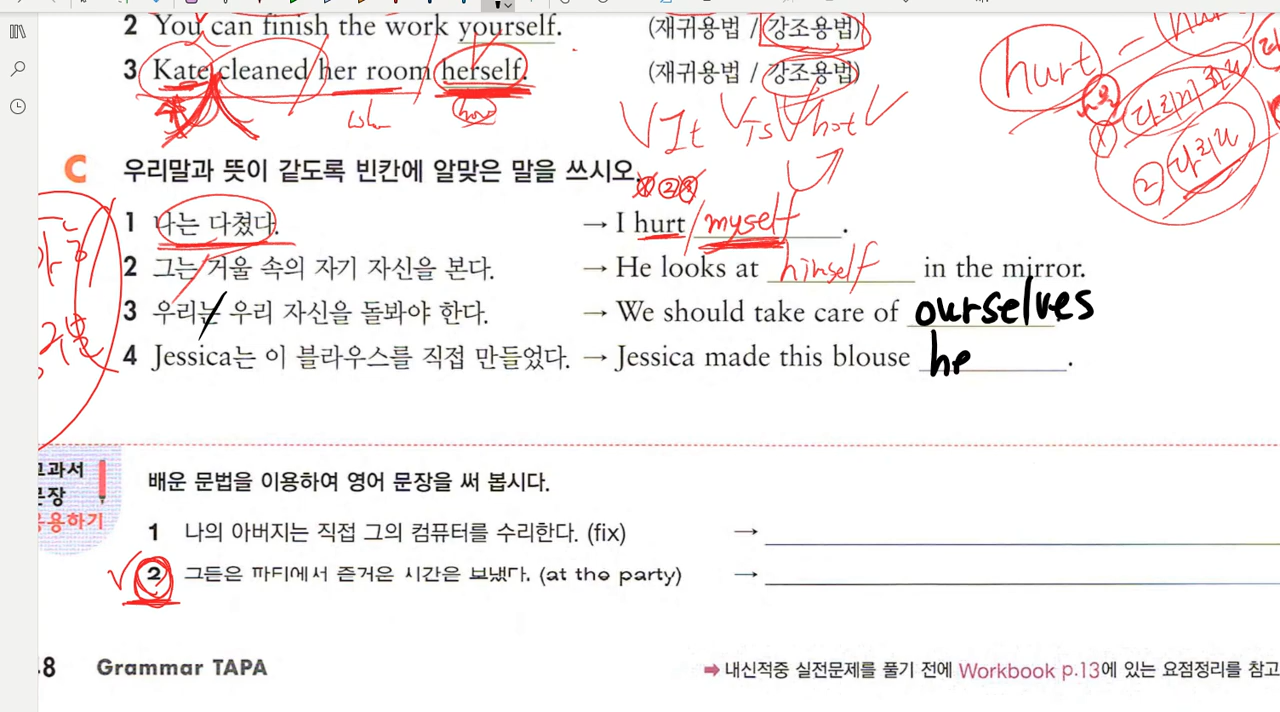 2 You can finish the work yourself. (재귀용법 / 강조용법)
3 Kate cleaned her room herself. (재귀용법 / 강조용법)
hurt
It is hot
① 다리가
② 다리가
C 우리말과 뜻이 같도록 빈칸에 알맞은 말을 쓰시오.
1 나는 다쳤다. → I hurt myself.
2 그는 거울 속의 자기 자신을 본다. → He looks at himself in the mirror.
3 우리는 우리 자신을 돌봐야 한다. → We should take care of ourselves
4 Jessica는 이 블라우스를 직접 만들었다. → Jessica made this blouse he .
교과서
문장
응용하기
배운 문법을 이용하여 영어 문장을 써 봅시다.
1 나의 아버지는 직접 그의 컴퓨터를 수리한다. (fix) →
2 그들은 파티에서 즐거운 시간을 보냈다. (at the party) →
8 Grammar TAPA
➡ 내신적중 실전문제를 풀기 전에 Workbook p.13에 있는 요점정리를 참고